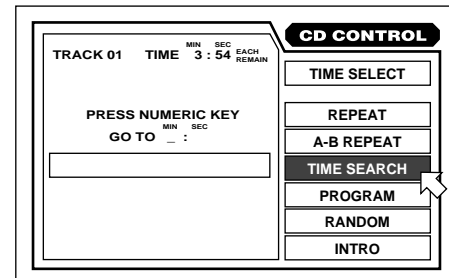 CD CONTROL
TRACK 01 TIME 3 : 54 MIN SEC EACH REMAIN
PRESS NUMERIC KEY
GO TO _ : MIN SEC
TIME SELECT
REPEAT
A-B REPEAT
TIME SEARCH
PROGRAM
RANDOM
INTRO